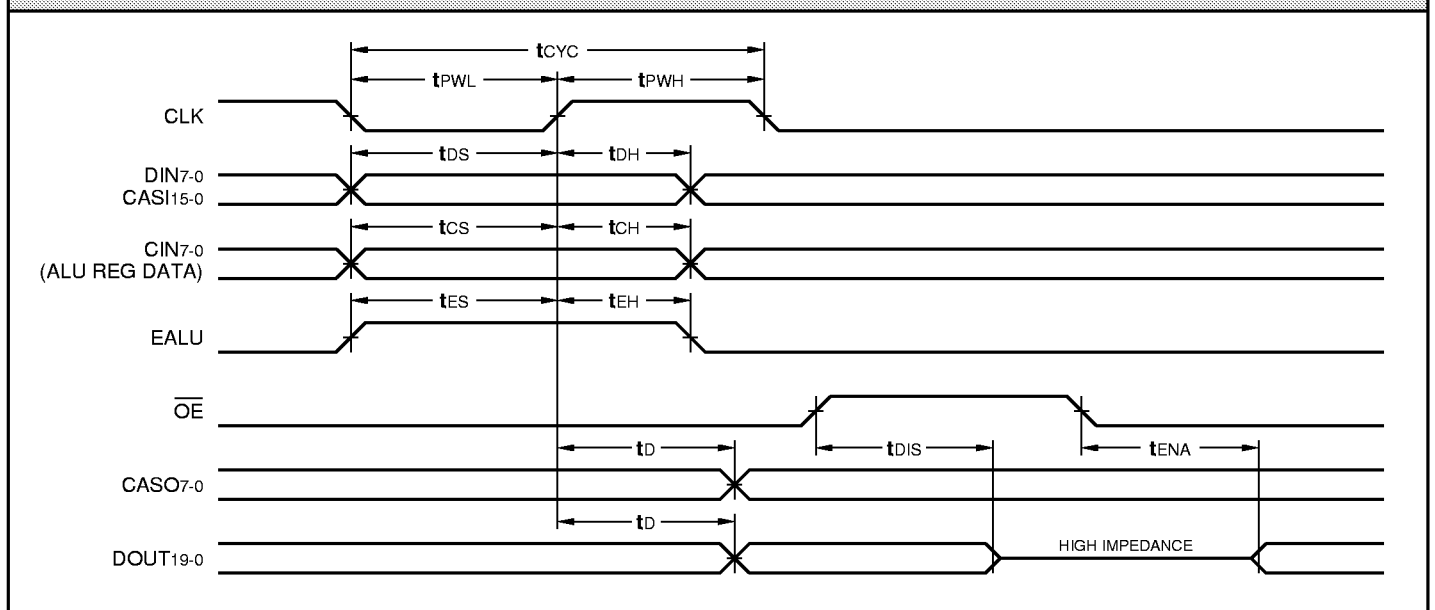 tCYC
tPWL tPWH
CLK
tDS tDH
DIN7-0
CASI15-0
tCS tCH
CIN7-0
(ALU REG DATA)
tES tEH
EALU
OE
tD tDIS tENA
CASO7-0
tD
DOUT19-0 HIGH IMPEDANCE